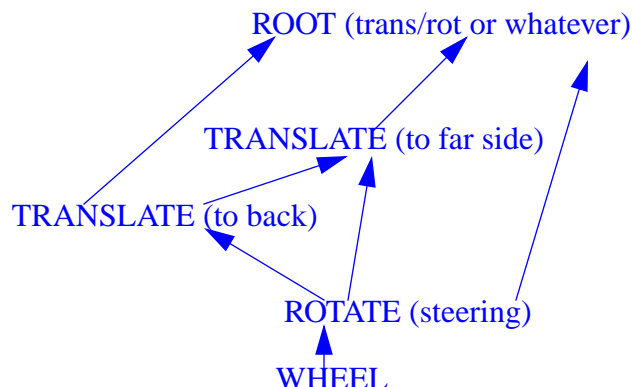 ROOT (trans/rot or whatever)
TRANSLATE (to far side)
TRANSLATE (to back)
ROTATE (steering)
WHEEL